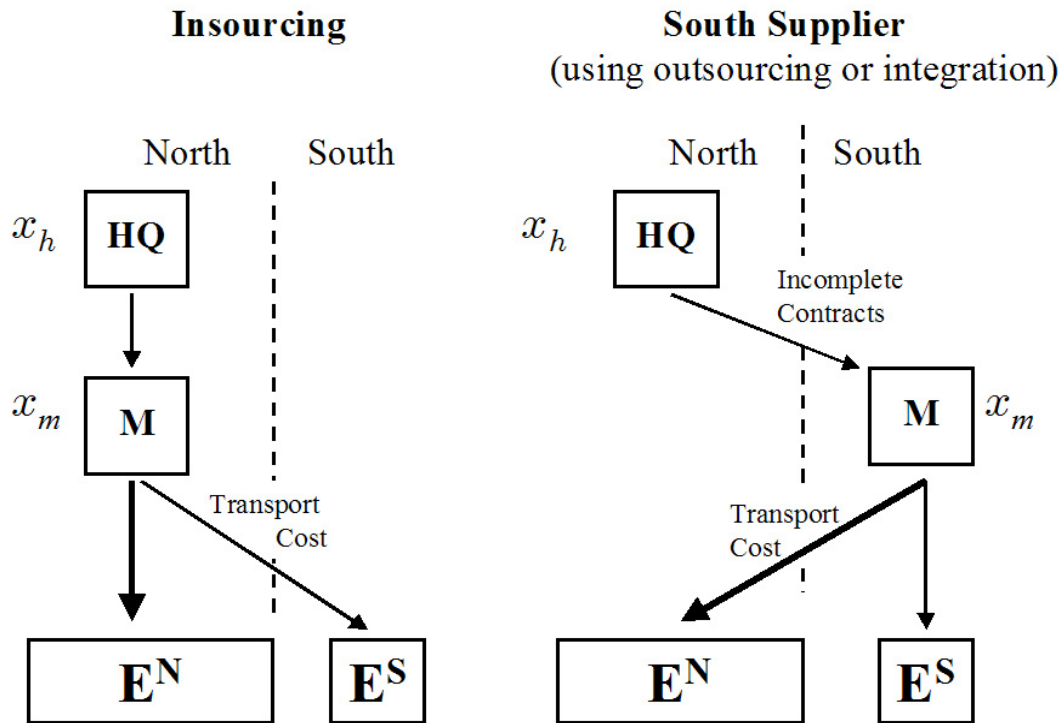 Insourcing
North South
x_h HQ
x_m M
Transport
Cost
E^N E^S
South Supplier
(using outsourcing or integration)
North South
x_h HQ
Incomplete
Contracts
M x_m
Transport
Cost
E^N E^S